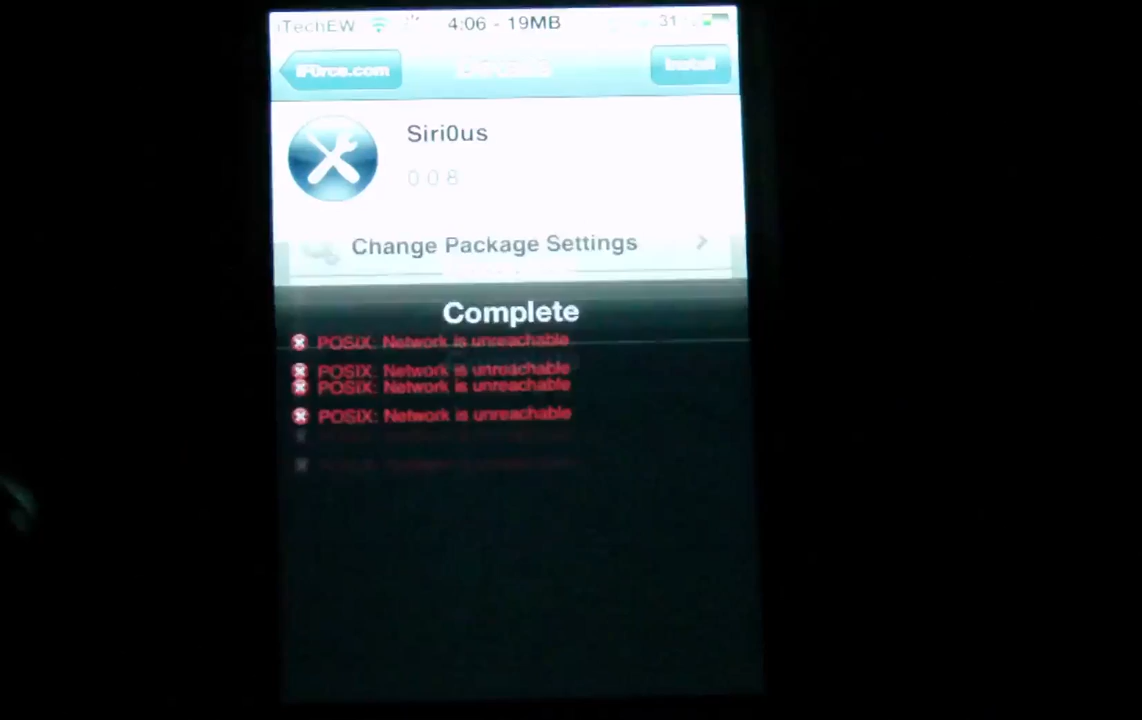 iTechEW 4:06 - 19MB 31
iF0rce.com Details Install
Siri0us
0 0 8
Change Package Settings
Complete
POSIX: Network is unreachable
POSIX: Network is unreachable
POSIX: Network is unreachable
POSIX: Network is unreachable